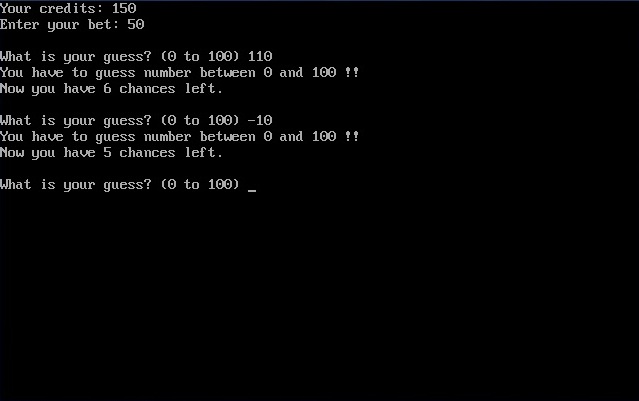 Your credits: 150
Enter your bet: 50
What is your guess? (0 to 100) 110
You have to guess number between 0 and 100 !!
Now you have 6 chances left.
What is your guess? (0 to 100) -10
You have to guess number between 0 and 100 !!
Now you have 5 chances left.
What is your guess? (0 to 100) _